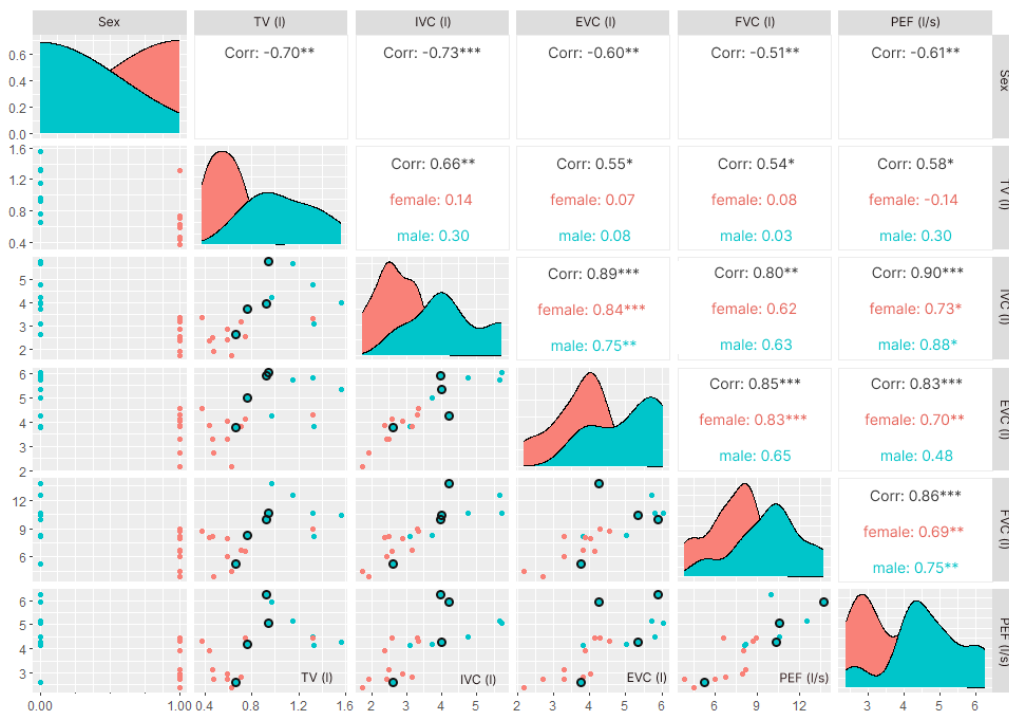 Sex TV (l) IVC (l) EVC (l) FVC (l) PEF (l/s)
0.6 Corr: -0.70** Corr: -0.73*** Corr: -0.60** Corr: -0.51** Corr: -0.61** Sex
0.4
0.2
0.0
1.6
Corr: 0.66** Corr: 0.55* Corr: 0.54* Corr: 0.58* TV (l)
1.2
female: 0.14 female: 0.07 female: 0.08 female: -0.14
0.8
male: 0.30 male: 0.08 male: 0.03 male: 0.30
0.4
Corr: 0.89*** Corr: 0.80** Corr: 0.90*** IVC (l)
5
4 female: 0.84*** female: 0.62 female: 0.73*
3
male: 0.75** male: 0.63 male: 0.88*
2
6 Corr: 0.85*** Corr: 0.83*** EVC (l)
5
4 female: 0.83*** female: 0.70**
3 male: 0.65 male: 0.48
2
Corr: 0.86*** FVC (l)
12
9 female: 0.69**
6 male: 0.75**
6 PEF (l/s)
5
4
3
TV (l) IVC (l) EVC (l) PEF (l/s)
0.00 1.00 0.4 0.8 1.2 1.6 2 3 4 5 2 3 4 5 6 6 9 12 3 4 5 6